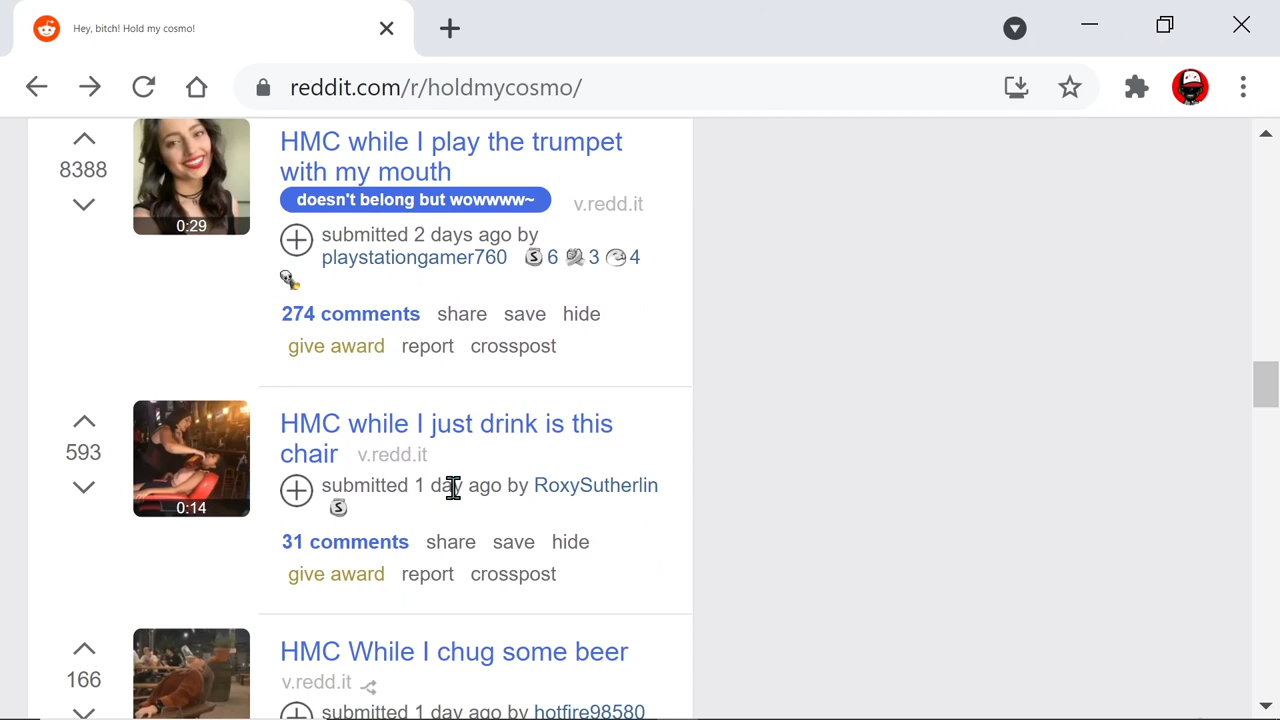 Hey, bitch! Hold my cosmo!
reddit.com/r/holdmycosmo/
8388
0:29
HMC while I play the trumpet
with my mouth
doesn't belong but wowwww~ v.redd.it
submitted 2 days ago by
playstationgamer760 S 6 3 4
274 comments share save hide
give award report crosspost
593
0:14
HMC while I just drink is this
chair v.redd.it
submitted 1 day ago by RoxySutherlin
S
31 comments share save hide
give award report crosspost
166
HMC While I chug some beer
v.redd.it
submitted 1 day ago by hotfire98580